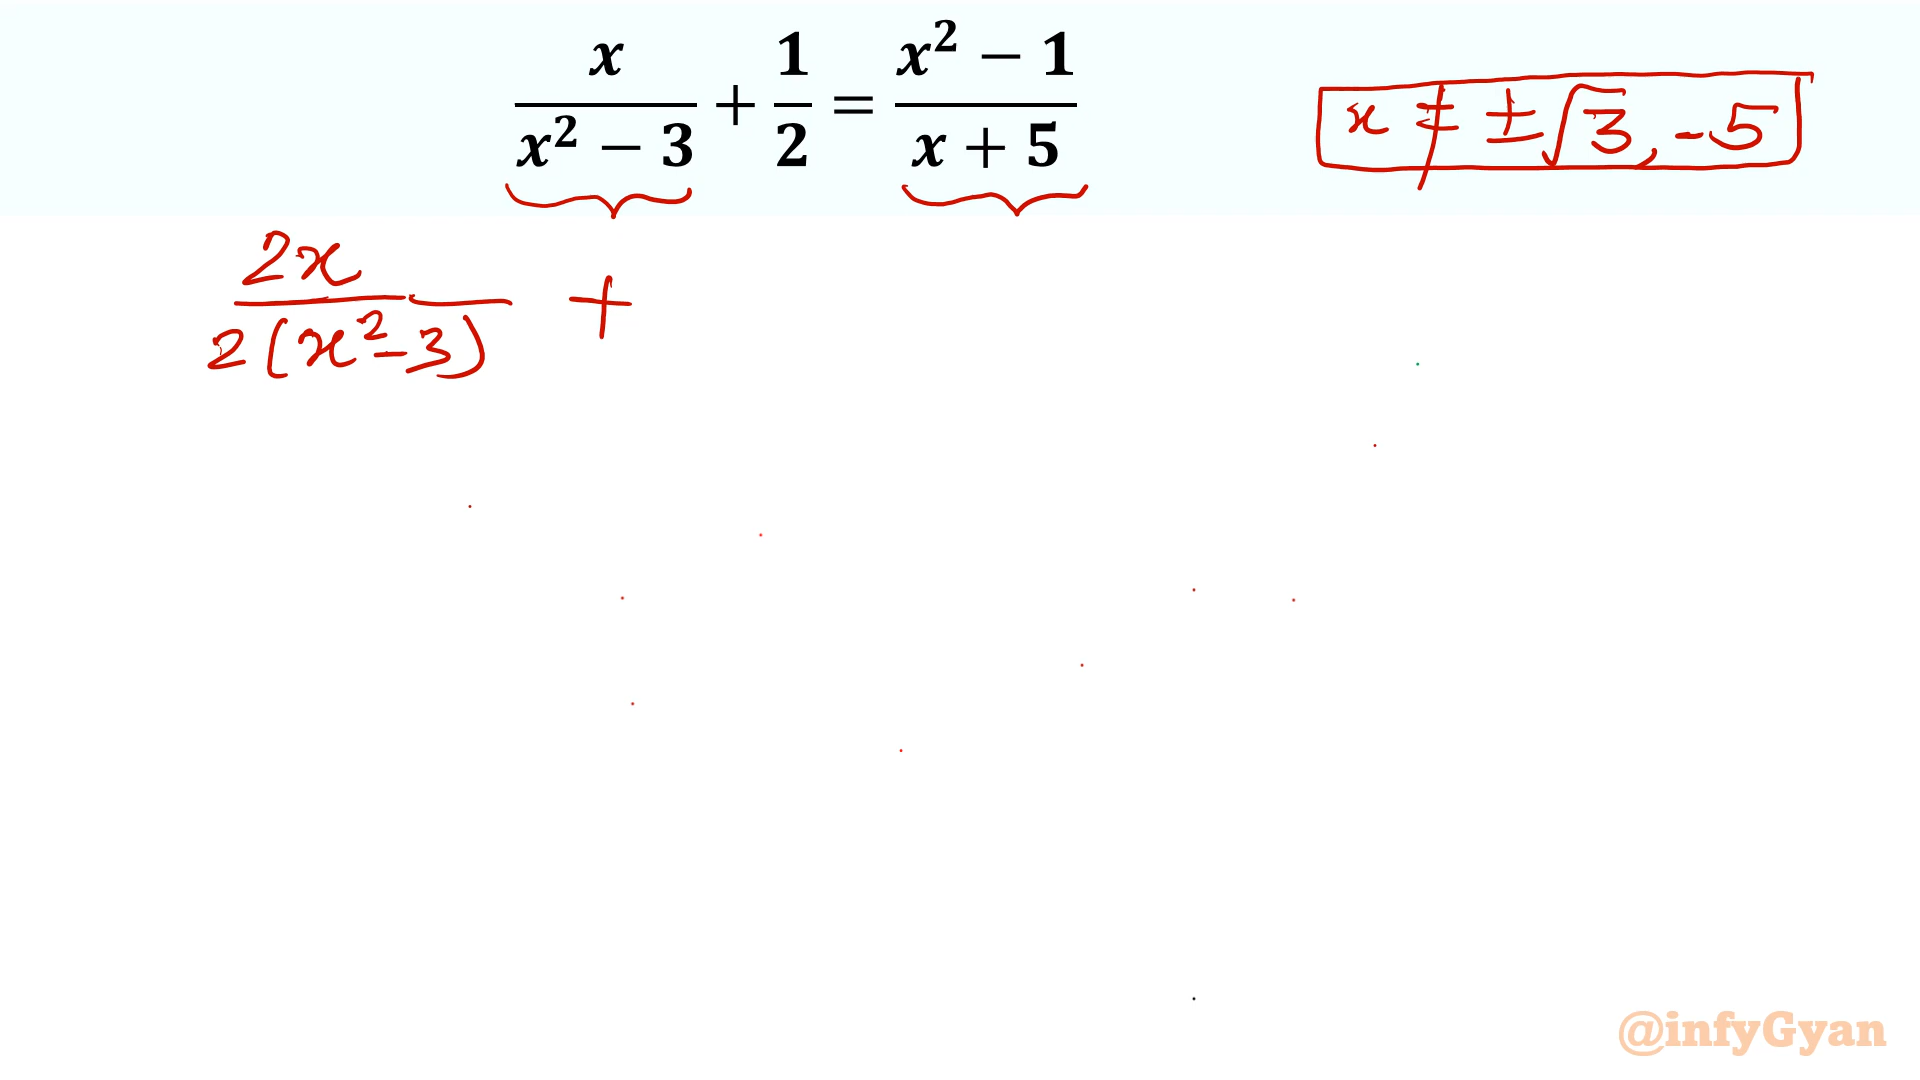 x/(x² − 3) + 1/2 = (x² − 1)/(x + 5)
x ≠ ±√3, −5
2x/(2(x²−3)) +
@infyGyan